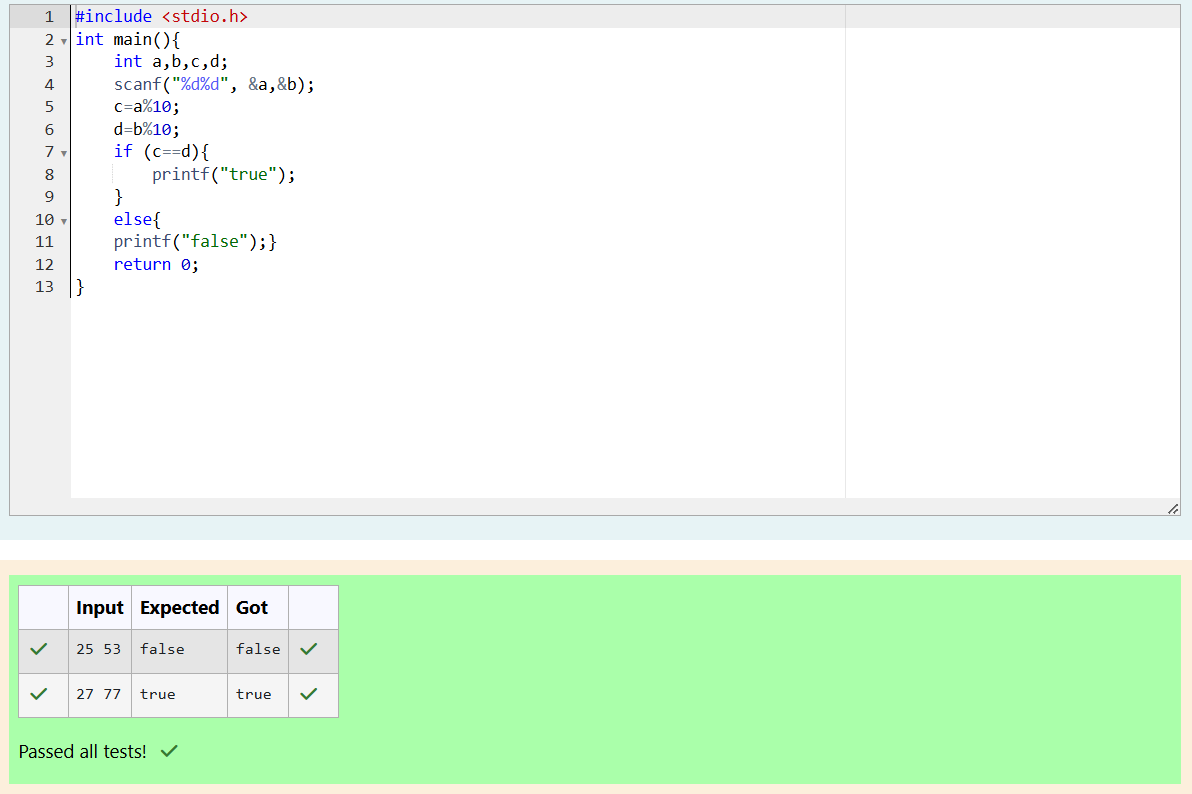 1 #include <stdio.h>
2 int main(){
3     int a,b,c,d;
4     scanf("%d%d", &a,&b);
5     c=a%10;
6     d=b%10;
7     if (c==d){
8         printf("true");
9     }
10     else{
11     printf("false");}
12     return 0;
13 }
Input Expected Got
25 53 false false
27 77 true true
Passed all tests!